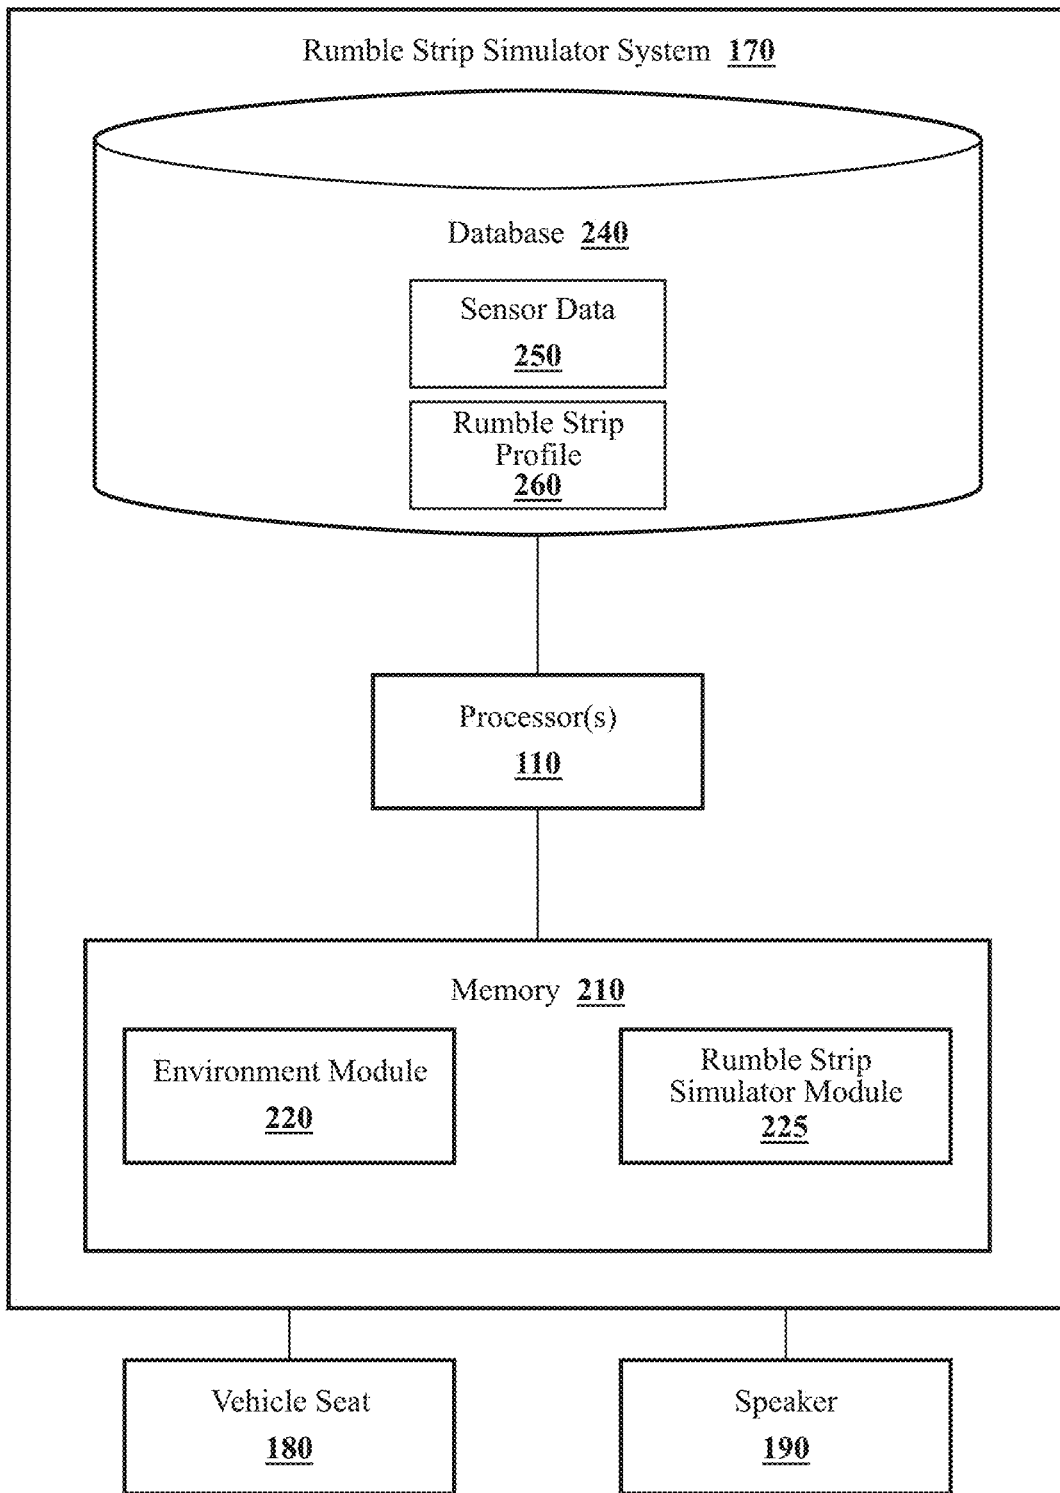 Rumble Strip Simulator System 170
Database 240
Sensor Data
250
Rumble Strip
Profile
260
Processor(s)
110
Memory 210
Environment Module
220
Rumble Strip
Simulator Module
225
Vehicle Seat
180
Speaker
190